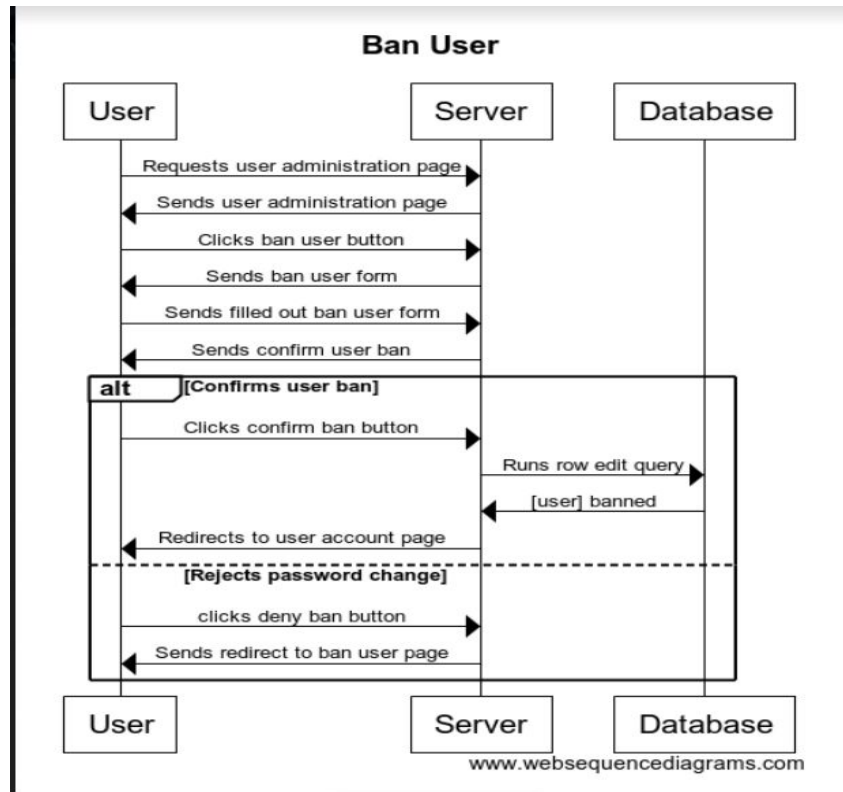 Ban User
User
Server
Database
Requests user administration page
Sends user administration page
Clicks ban user button
Sends ban user form
Sends filled out ban user form
Sends confirm user ban
alt [Confirms user ban]
Clicks confirm ban button
Runs row edit query
[user] banned
Redirects to user account page
[Rejects password change]
clicks deny ban button
Sends redirect to ban user page
User
Server
Database
www.websequencediagrams.com